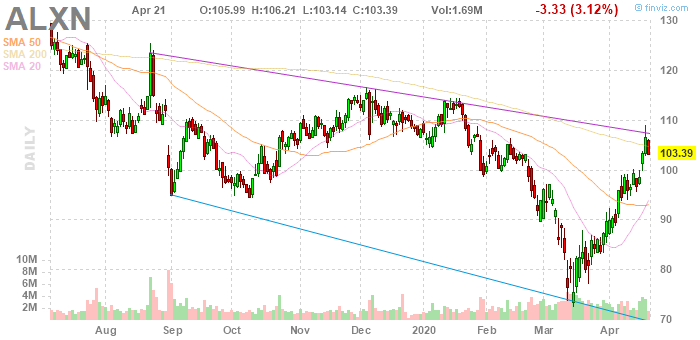 ALXN
Apr 21 O:105.99 H:106.21 L:103.14 C:103.39 Vol:1.69M -3.33 (3.12%)
© finviz.com
SMA 50
SMA 200
SMA 20
DAILY
130
120
110
103.39
100
90
80
70
10M
8M
6M
4M
2M
Aug Sep Oct Nov Dec 2020 Feb Mar Apr